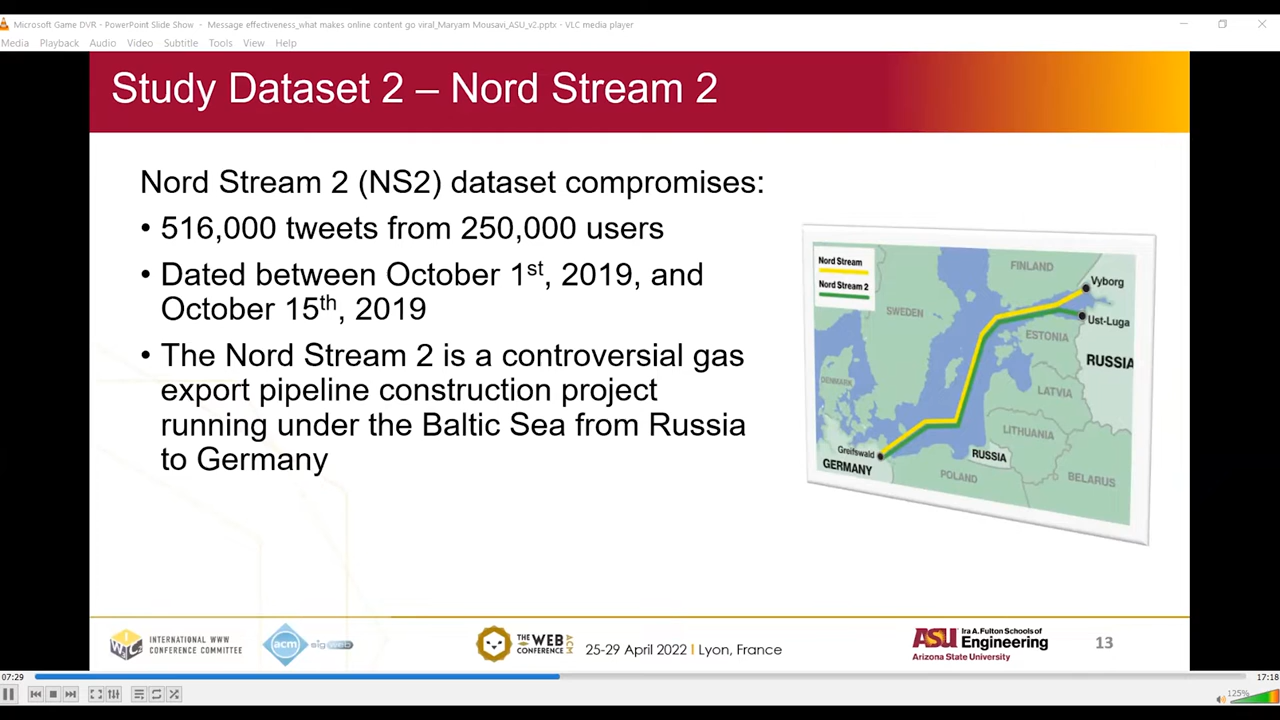 Microsoft Game DVR - PowerPoint Slide Show - Message effectiveness_what makes online content go viral_Maryam Mousavi_ASU_v2.pptx - VLC media player
Media Playback Audio Video Subtitle Tools View Help
Study Dataset 2 – Nord Stream 2
Nord Stream 2 (NS2) dataset compromises:
• 516,000 tweets from 250,000 users
• Dated between October 1st, 2019, and
October 15th, 2019
• The Nord Stream 2 is a controversial gas
export pipeline construction project
running under the Baltic Sea from Russia
to Germany
Nord Stream
Nord Stream 2
FINLAND
Vyborg
SWEDEN
Ust-Luga
ESTONIA
RUSSIA
DENMARK
LATVIA
LITHUANIA
Greifswald
GERMANY
RUSSIA
POLAND
BELARUS
INTERNATIONAL WWW
CONFERENCE COMMITTEE
acm
sigweb
THE WEB
CONFERENCE
ACM
25-29 April 2022 I Lyon, France
ASU Ira A. Fulton Schools of
Engineering
Arizona State University
13
07:29
17:18
125%